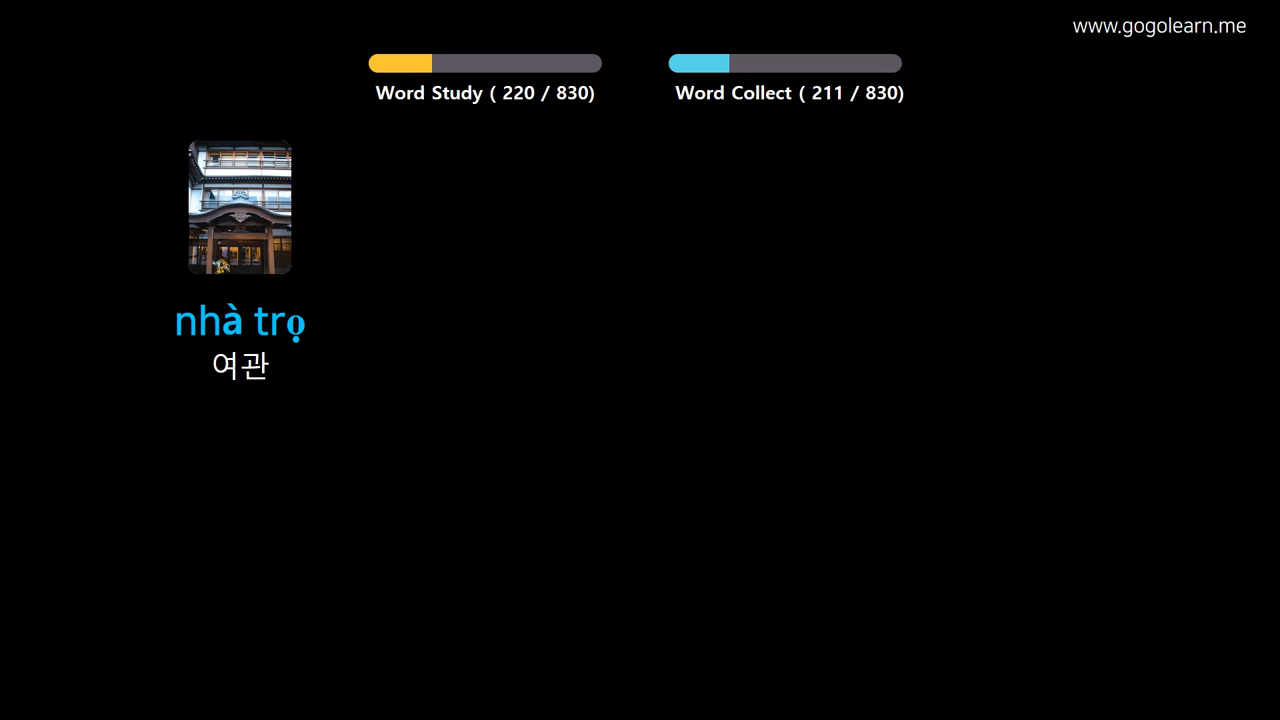 www.gogolearn.me
Word Study ( 220 / 830)
Word Collect ( 211 / 830)
nhà trọ
여관